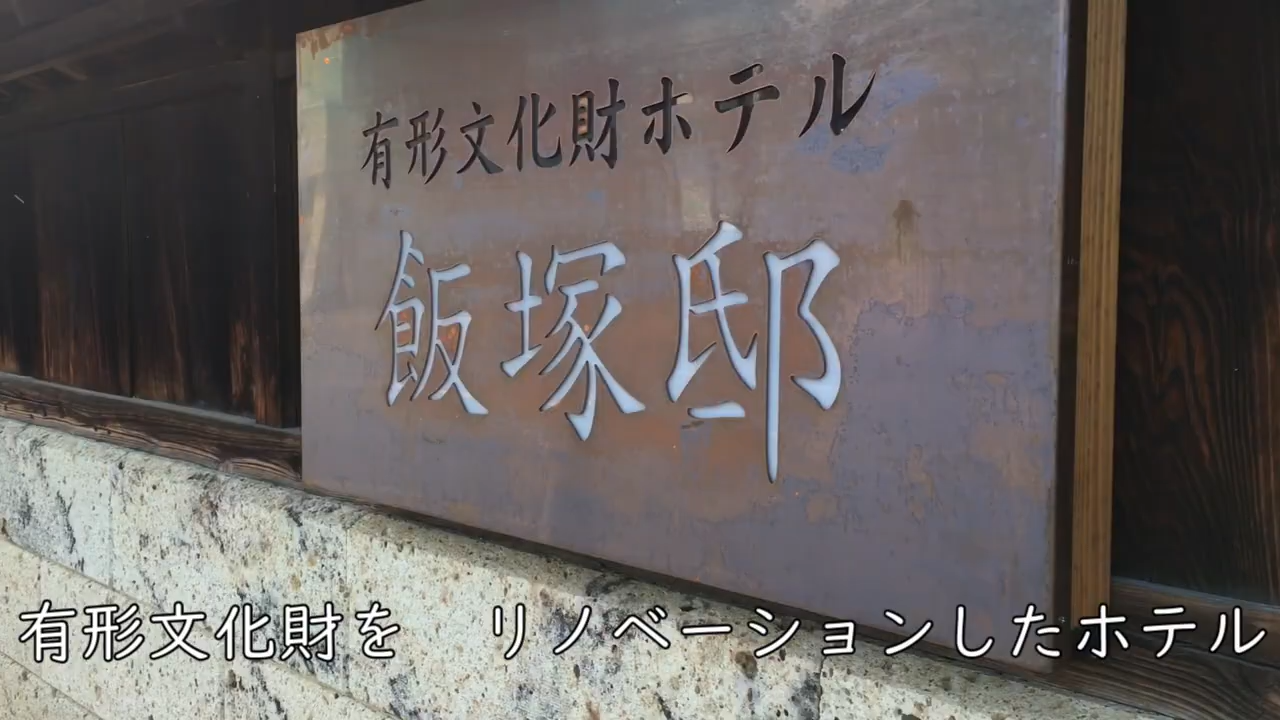 有形文化財ホテル
飯塚邸
有形文化財を　リノベーションしたホテル